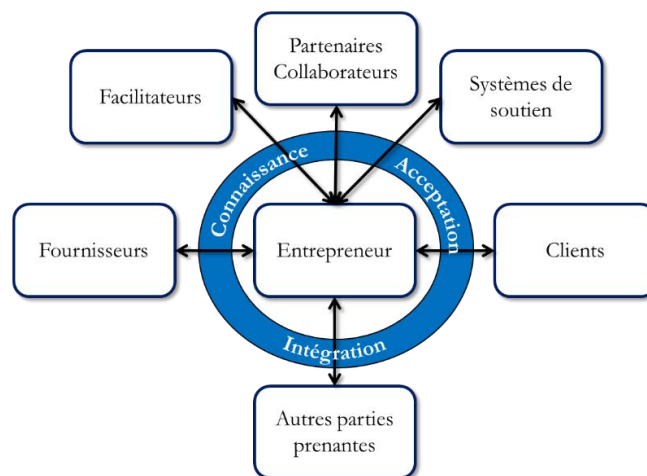 Partenaires
Collaborateurs
Facilitateurs
Systèmes de
soutien
Connaissance
Acceptation
Fournisseurs
Entrepreneur
Clients
Intégration
Autres parties
prenantes